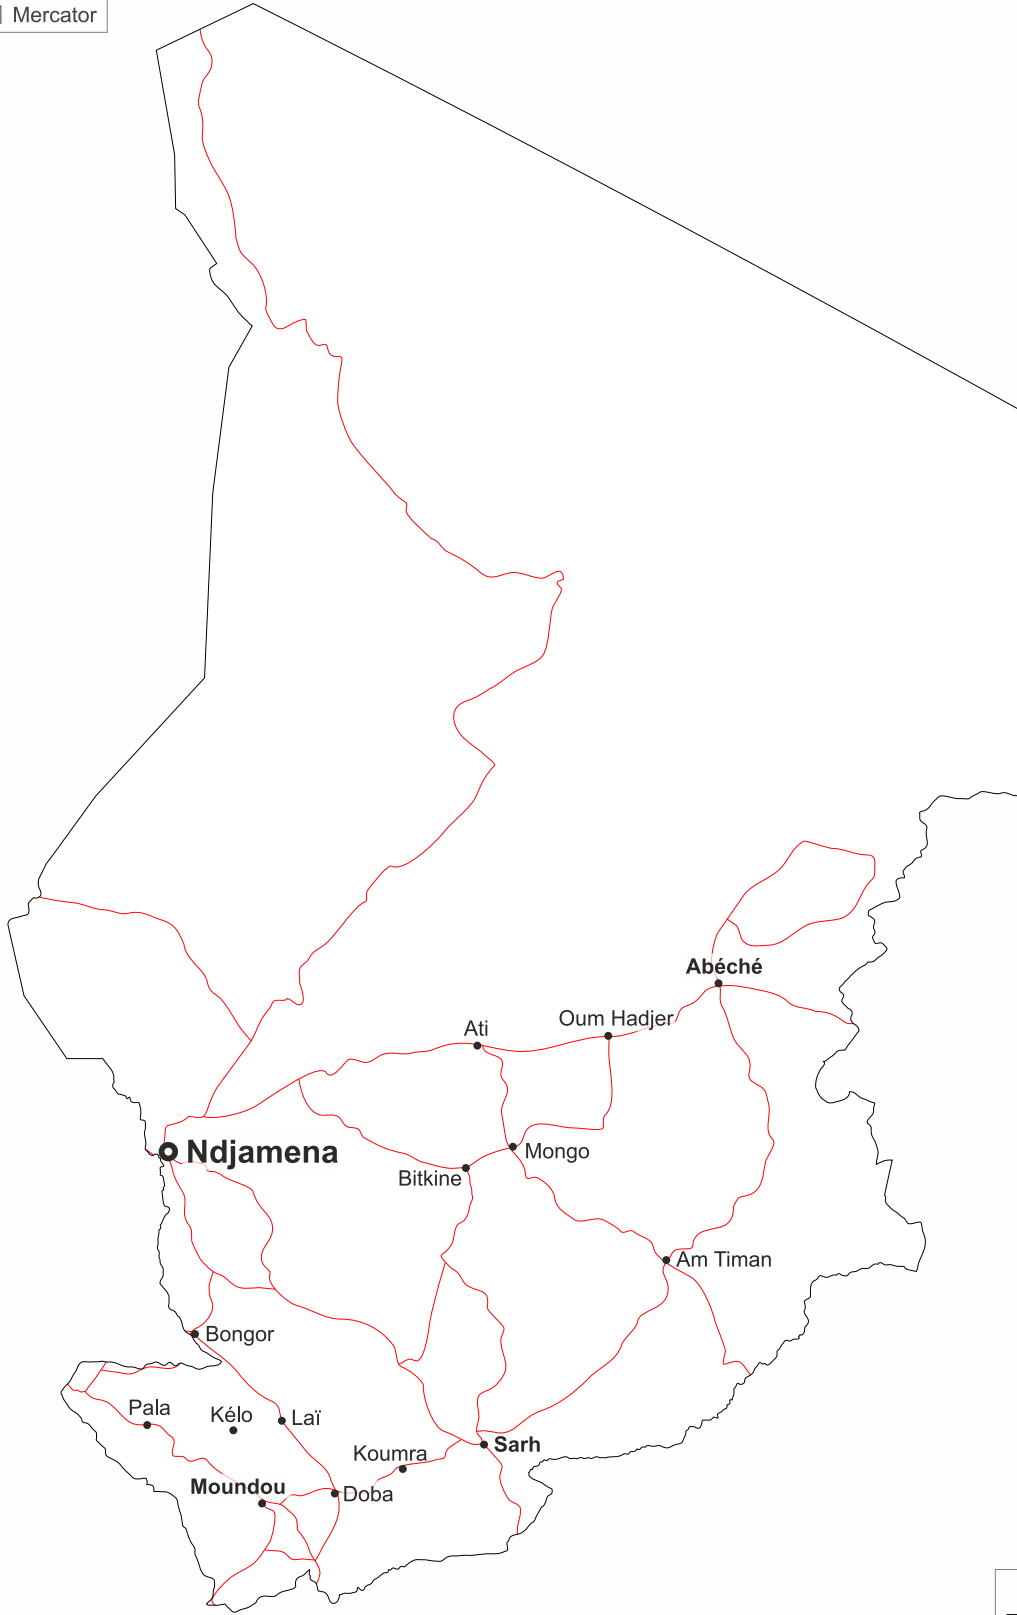 Mercator
Abéché
Oum Hadjer
Ati
Ndjamena
Mongo
Bitkine
Am Timan
Bongor
Pala
Kélo
Laï
Sarh
Koumra
Moundou
Doba